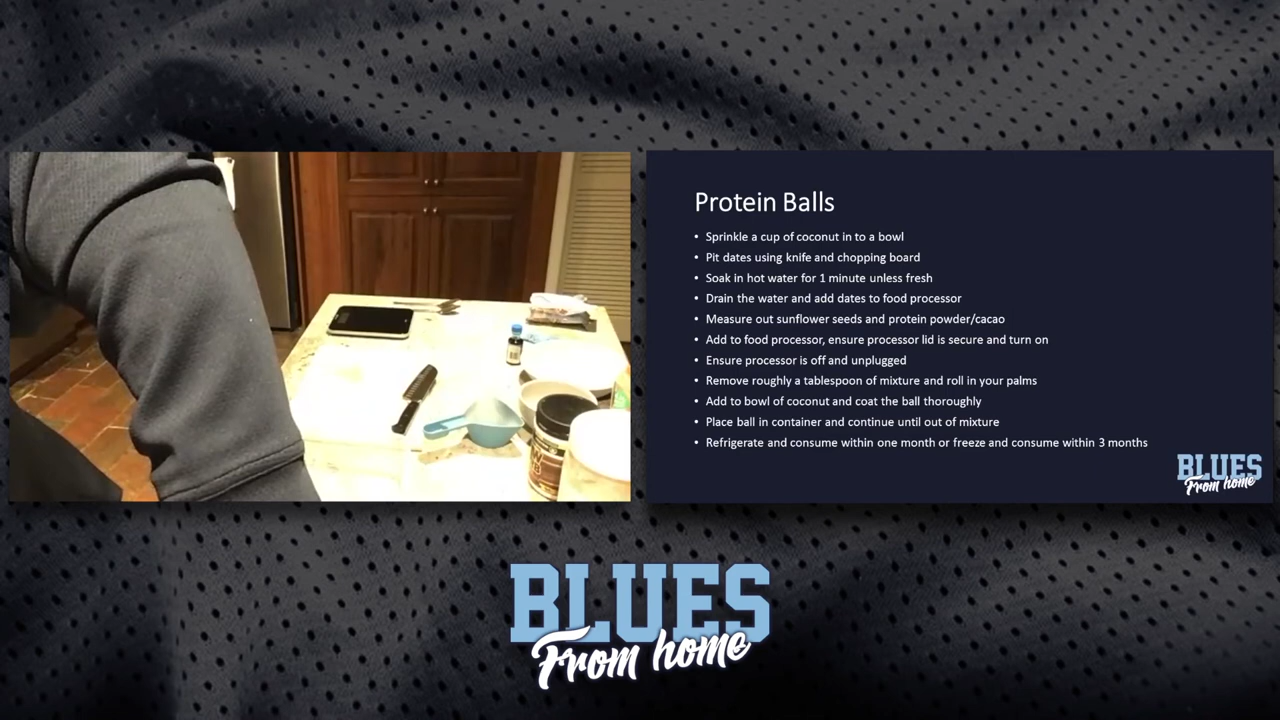 Protein Balls
• Sprinkle a cup of coconut in to a bowl
• Pit dates using knife and chopping board
• Soak in hot water for 1 minute unless fresh
• Drain the water and add dates to food processor
• Measure out sunflower seeds and protein powder/cacao
• Add to food processor, ensure processor lid is secure and turn on
• Ensure processor is off and unplugged
• Remove roughly a tablespoon of mixture and roll in your palms
• Add to bowl of coconut and coat the ball thoroughly
• Place ball in container and continue until out of mixture
• Refrigerate and consume within one month or freeze and consume within 3 months
BLUES
From home
BLUES
From home